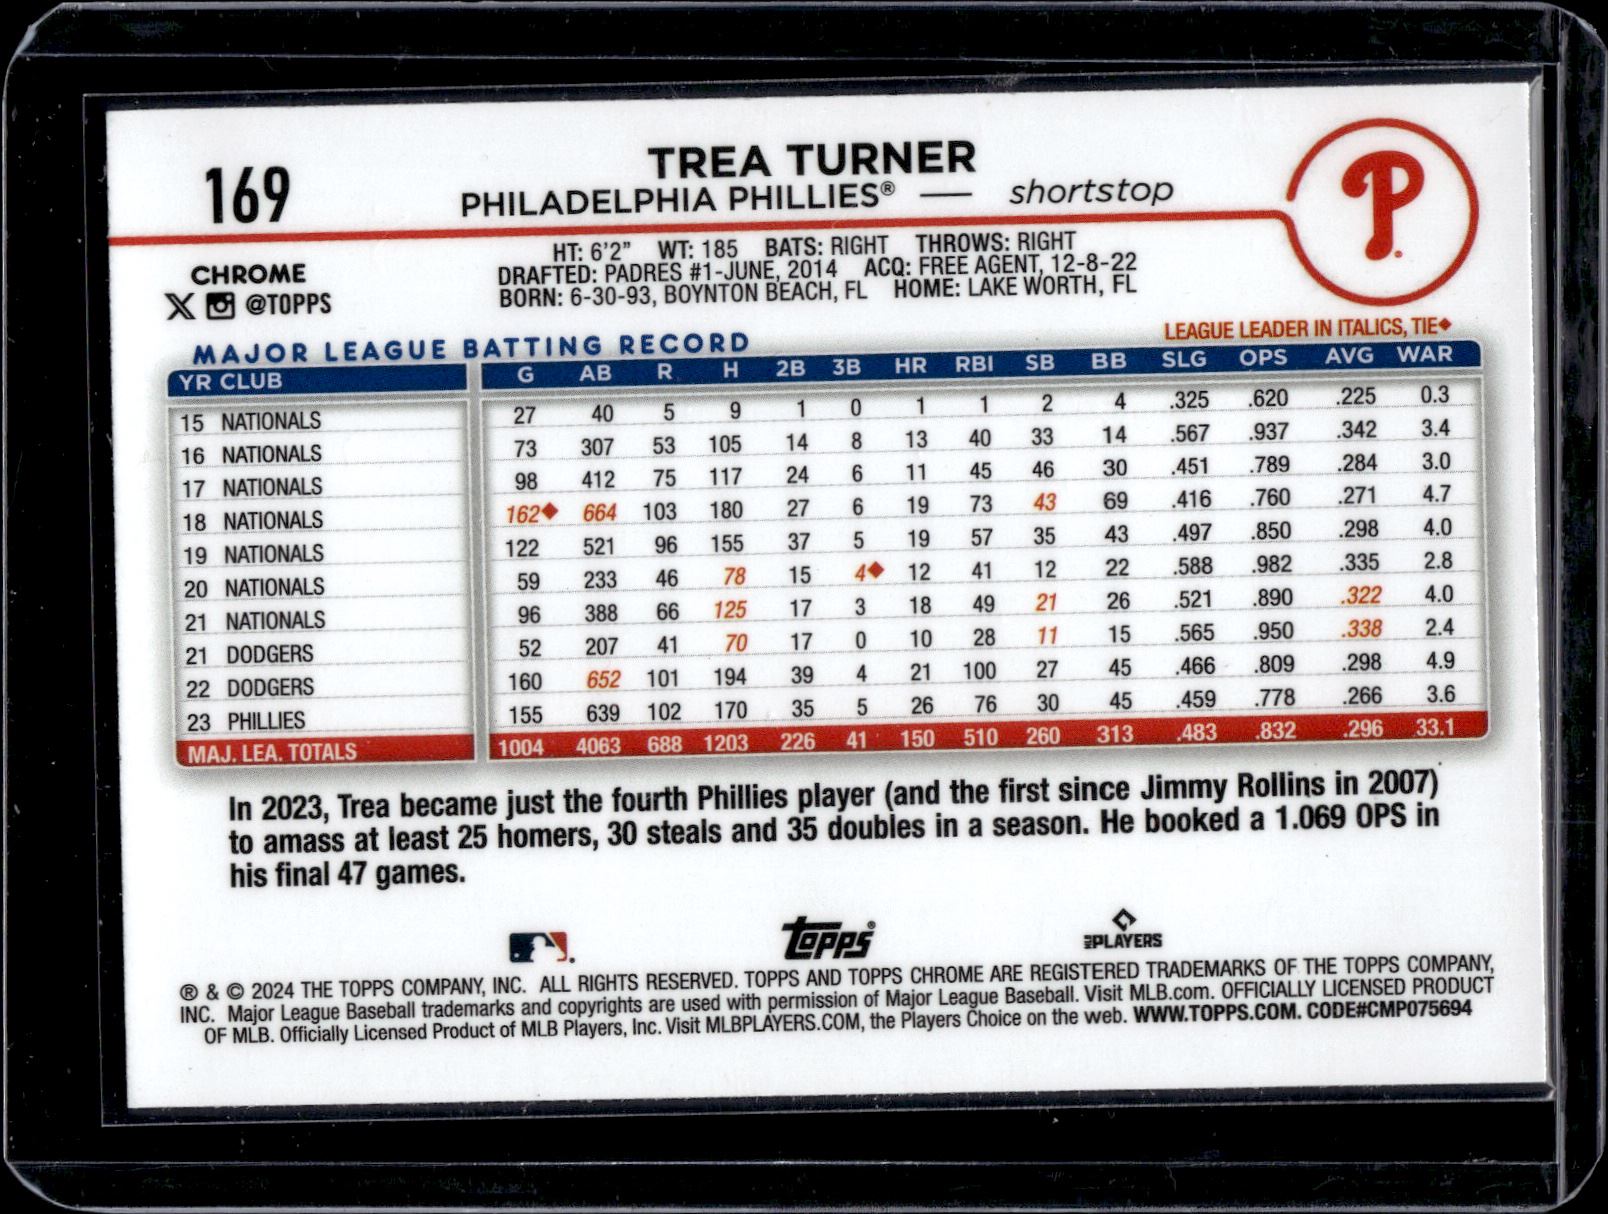 169
TREA TURNER
PHILADELPHIA PHILLIES® — shortstop
P
HT: 6'2" WT: 185 BATS: RIGHT THROWS: RIGHT
DRAFTED: PADRES #1-JUNE, 2014 ACQ: FREE AGENT, 12-8-22
BORN: 6-30-93, BOYNTON BEACH, FL HOME: LAKE WORTH, FL
CHROME
X @TOPPS
LEAGUE LEADER IN ITALICS, TIE◆
MAJOR LEAGUE BATTING RECORD
YR CLUB G AB R H 2B 3B HR RBI SB BB SLG OPS AVG WAR
15 NATIONALS 27 40 5 9 1 0 1 1 2 4 .325 .620 .225 0.3
16 NATIONALS 73 307 53 105 14 8 13 40 33 14 .567 .937 .342 3.4
17 NATIONALS 98 412 75 117 24 6 11 45 46 30 .451 .789 .284 3.0
18 NATIONALS 162◆ 664 103 180 27 6 19 73 43 69 .416 .760 .271 4.7
19 NATIONALS 122 521 96 155 37 5 19 57 35 43 .497 .850 .298 4.0
20 NATIONALS 59 233 46 78 15 4◆ 12 41 12 22 .588 .982 .335 2.8
21 NATIONALS 96 388 66 125 17 3 18 49 21 26 .521 .890 .322 4.0
21 DODGERS 52 207 41 70 17 0 10 28 11 15 .565 .950 .338 2.4
22 DODGERS 160 652 101 194 39 4 21 100 27 45 .466 .809 .298 4.9
23 PHILLIES 155 639 102 170 35 5 26 76 30 45 .459 .778 .266 3.6
MAJ. LEA. TOTALS 1004 4063 688 1203 226 41 150 510 260 313 .483 .832 .296 33.1
In 2023, Trea became just the fourth Phillies player (and the first since Jimmy Rollins in 2007)
to amass at least 25 homers, 30 steals and 35 doubles in a season. He booked a 1.069 OPS in
his final 47 games.
topps®
MLB PLAYERS
® & © 2024 THE TOPPS COMPANY, INC. ALL RIGHTS RESERVED. TOPPS AND TOPPS CHROME ARE REGISTERED TRADEMARKS OF THE TOPPS COMPANY,
INC. Major League Baseball trademarks and copyrights are used with permission of Major League Baseball. Visit MLB.com. OFFICIALLY LICENSED PRODUCT
OF MLB. Officially Licensed Product of MLB Players, Inc. Visit MLBPLAYERS.COM, the Players Choice on the web. WWW.TOPPS.COM. CODE#CMP075694